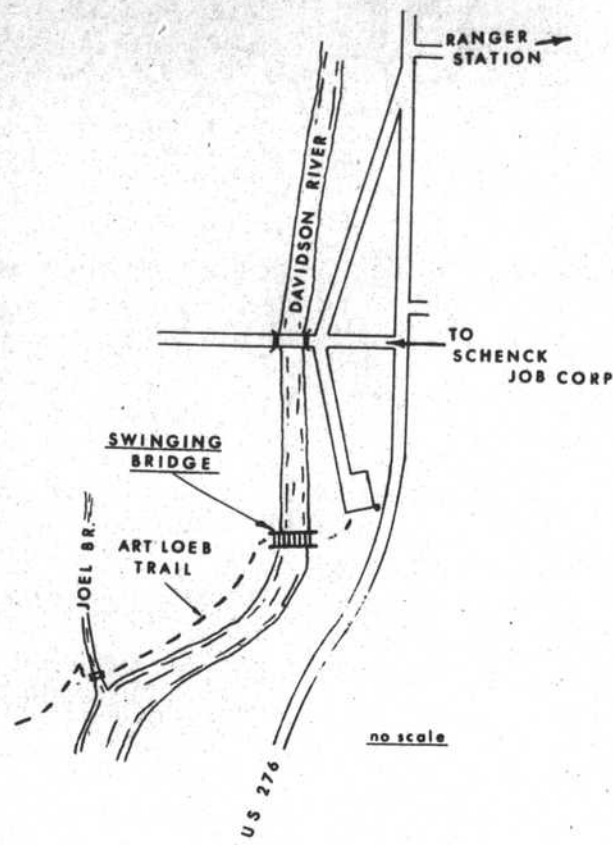 RANGER
STATION
DAVIDSON RIVER
TO
SCHENCK
JOB CORP
SWINGING
BRIDGE
ART LOEB
TRAIL
JOEL BR.
no scale
US 276